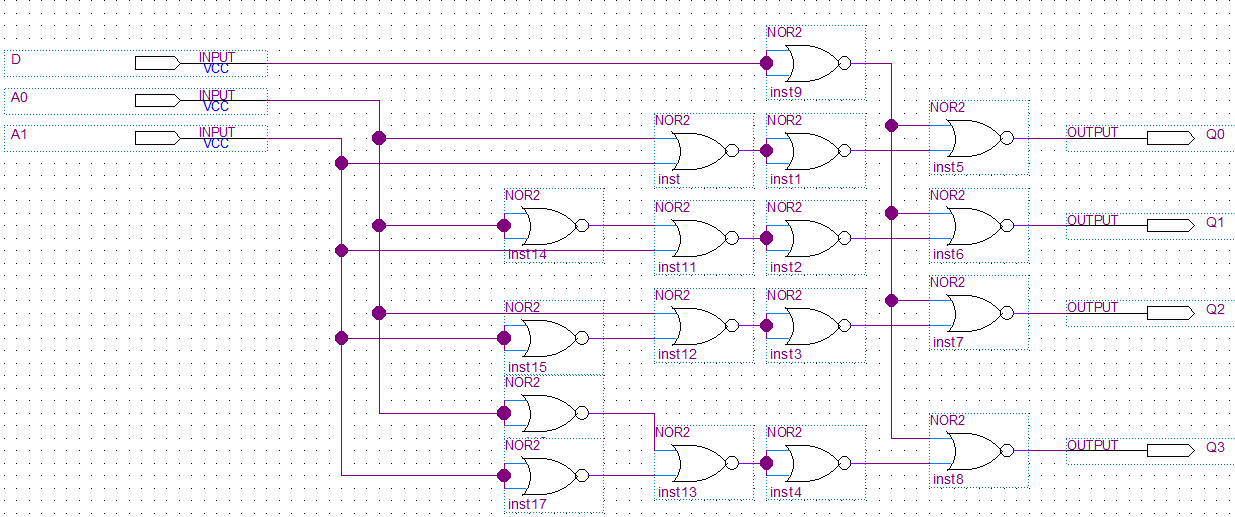 D
INPUT
VCC
A0
INPUT
VCC
A1
INPUT
VCC
NOR2
inst9
NOR2
inst
NOR2
inst1
NOR2
inst5
OUTPUT
Q0
NOR2
inst14
NOR2
inst11
NOR2
inst2
NOR2
inst6
OUTPUT
Q1
NOR2
inst15
NOR2
inst12
NOR2
inst3
NOR2
inst7
OUTPUT
Q2
NOR2
NOR2
inst17
NOR2
inst13
NOR2
inst4
NOR2
inst8
OUTPUT
Q3